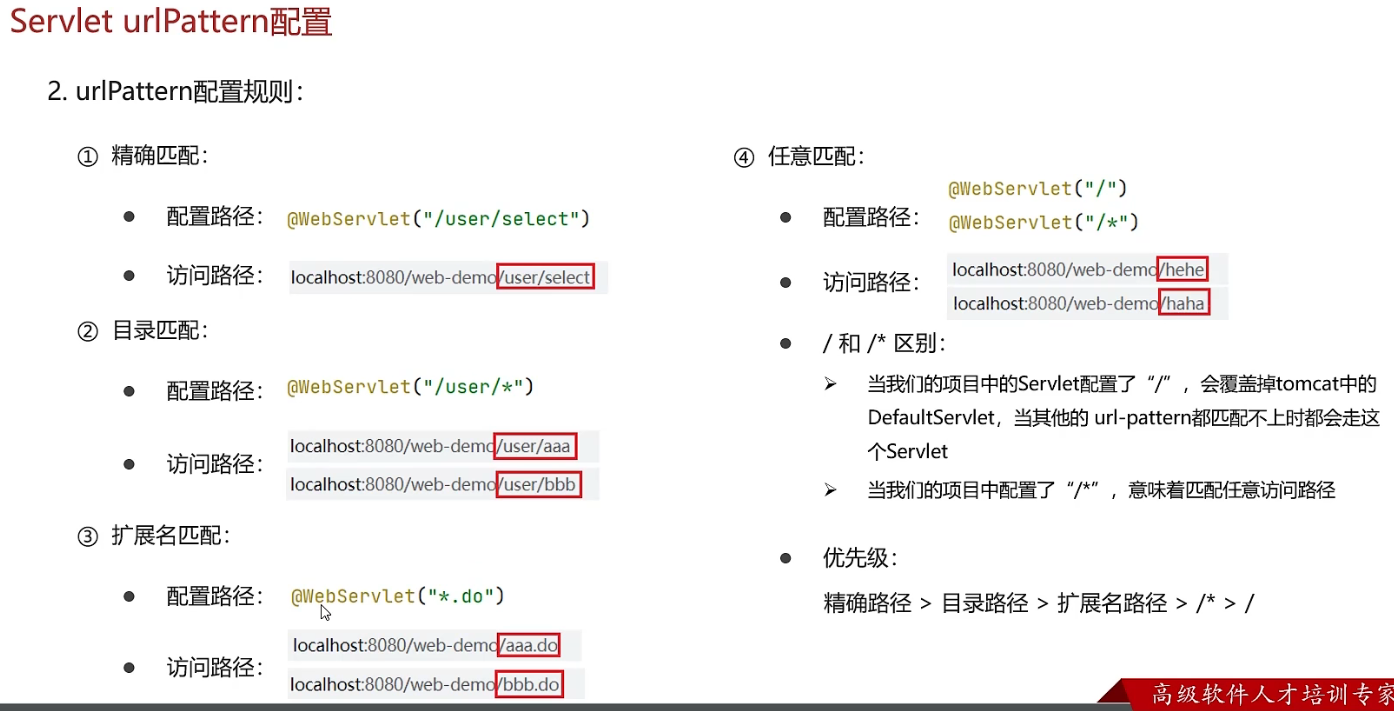 Servlet urlPattern配置
2. urlPattern配置规则：
① 精确匹配：
配置路径： @WebServlet("/user/select")
访问路径： localhost:8080/web-demo/user/select
② 目录匹配：
配置路径： @WebServlet("/user/*")
访问路径：
localhost:8080/web-demo/user/aaa
localhost:8080/web-demo/user/bbb
③ 扩展名匹配：
配置路径： @WebServlet("*.do")
访问路径：
localhost:8080/web-demo/aaa.do
localhost:8080/web-demo/bbb.do
④ 任意匹配：
配置路径：
@WebServlet("/")
@WebServlet("/*")
访问路径：
localhost:8080/web-demo/hehe
localhost:8080/web-demo/haha
/ 和 /* 区别：
当我们的项目中的Servlet配置了“/”，会覆盖掉tomcat中的
DefaultServlet，当其他的 url-pattern都匹配不上时都会走这
个Servlet
当我们的项目中配置了“/*”，意味着匹配任意访问路径
优先级：
精确路径 > 目录路径 > 扩展名路径 > /* > /
高级软件人才培训专家